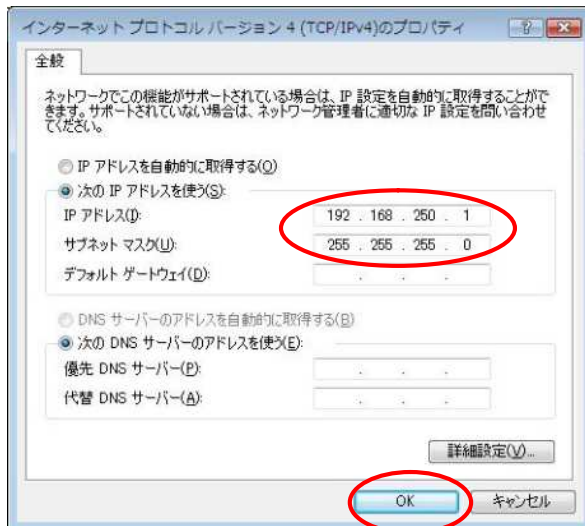 インターネット プロトコル バージョン 4 (TCP/IPv4)のプロパティ
全般
ネットワークでこの機能がサポートされている場合は、IP 設定を自動的に取得することがで
きます。サポートされていない場合は、ネットワーク管理者に適切な IP 設定を問い合わせ
てください。
IP アドレスを自動的に取得する(O)
次の IP アドレスを使う(S):
IP アドレス(I): 192 . 168 . 250 . 1
サブネット マスク(U): 255 . 255 . 255 . 0
デフォルト ゲートウェイ(D): . . .
DNS サーバーのアドレスを自動的に取得する(B)
次の DNS サーバーのアドレスを使う(E):
優先 DNS サーバー(P): . . .
代替 DNS サーバー(A): . . .
詳細設定(V)...
OK キャンセル